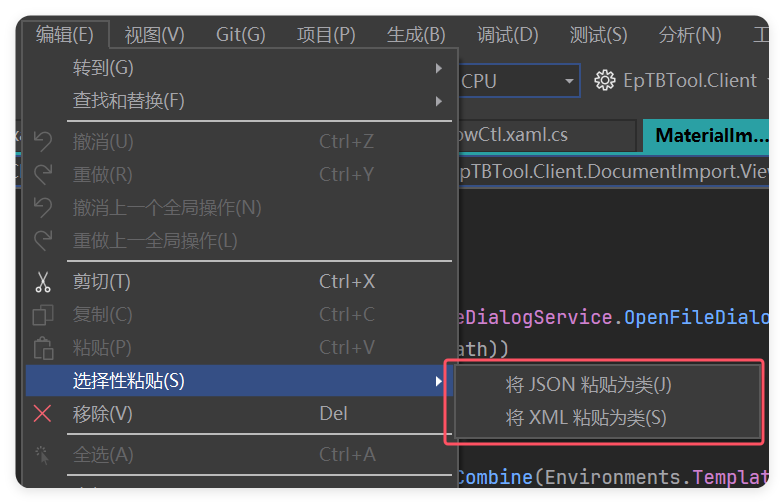 编辑(E) 视图(V) Git(G) 项目(P) 生成(B) 调试(D) 测试(S) 分析(N) 工
转到(G)
CPU EpTBTool.Client
查找和替换(F)
owCtl.xaml.cs MaterialIm...
撤消(U) Ctrl+Z
pTBTool.Client.DocumentImport.View
重做(R) Ctrl+Y
撤消上一个全局操作(N)
重做上一全局操作(L)
剪切(T) Ctrl+X
复制(C) Ctrl+C
eDialogService.OpenFileDialo
粘贴(P) Ctrl+V
ath))
选择性粘贴(S)
将 JSON 粘贴为类(J)
移除(V) Del
将 XML 粘贴为类(S)
全选(A) Ctrl+A
Combine(Environments.Templat